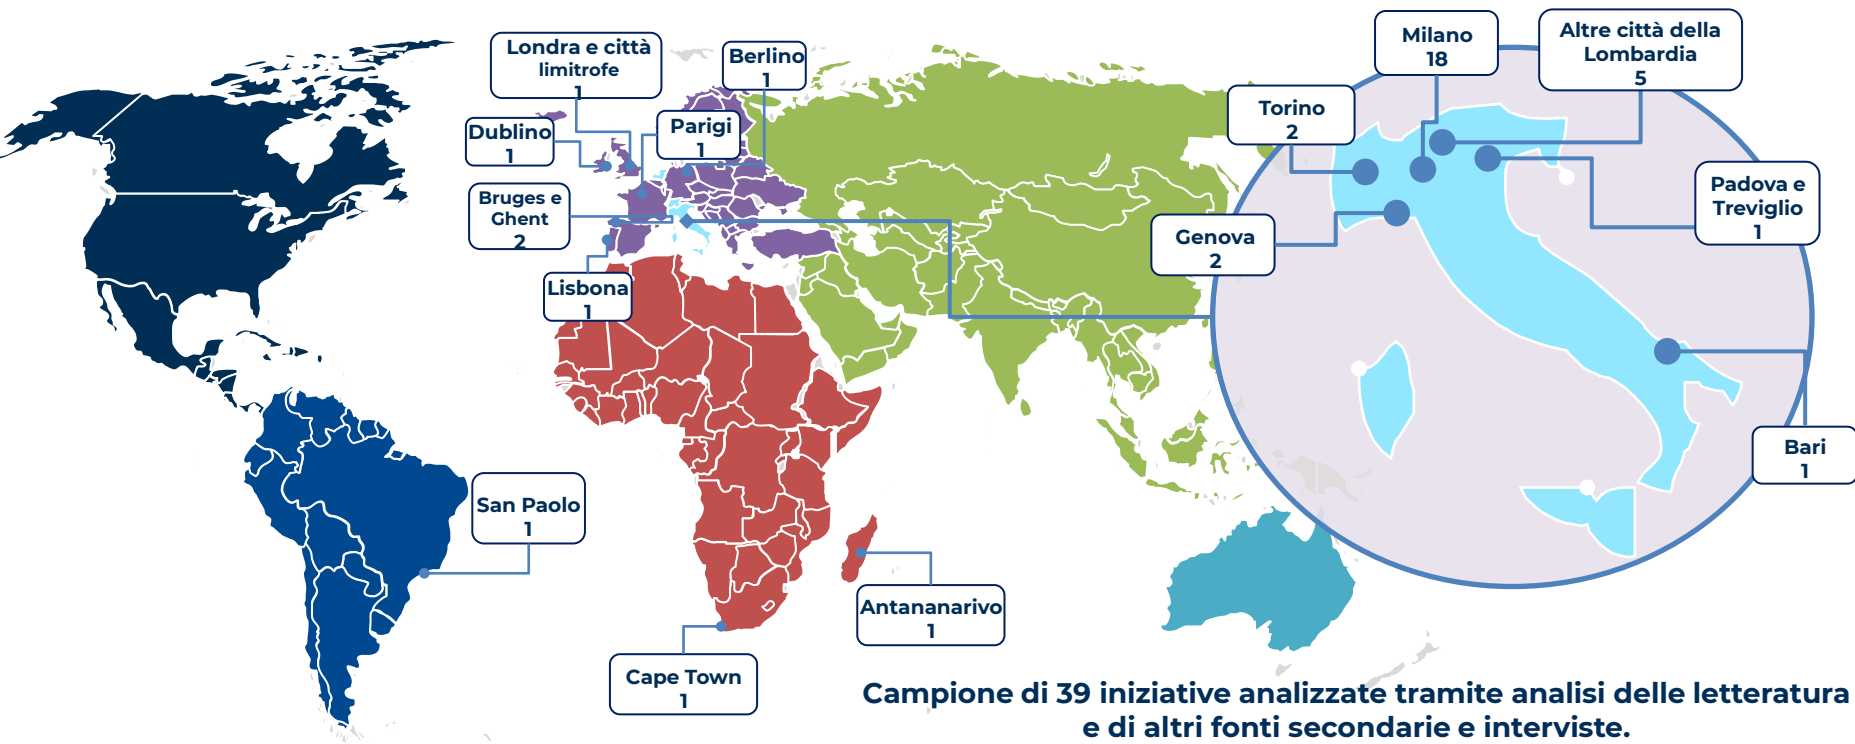 Londra e città
limitrofe
1
Berlino
1
Dublino
1
Parigi
1
Bruges e
Ghent
2
Lisbona
1
San Paolo
1
Cape Town
1
Antananarivo
1
Milano
18
Altre città della
Lombardia
5
Torino
2
Padova e
Treviglio
1
Genova
2
Bari
1
Campione di 39 iniziative analizzate tramite analisi delle letteratura
e di altri fonti secondarie e interviste.